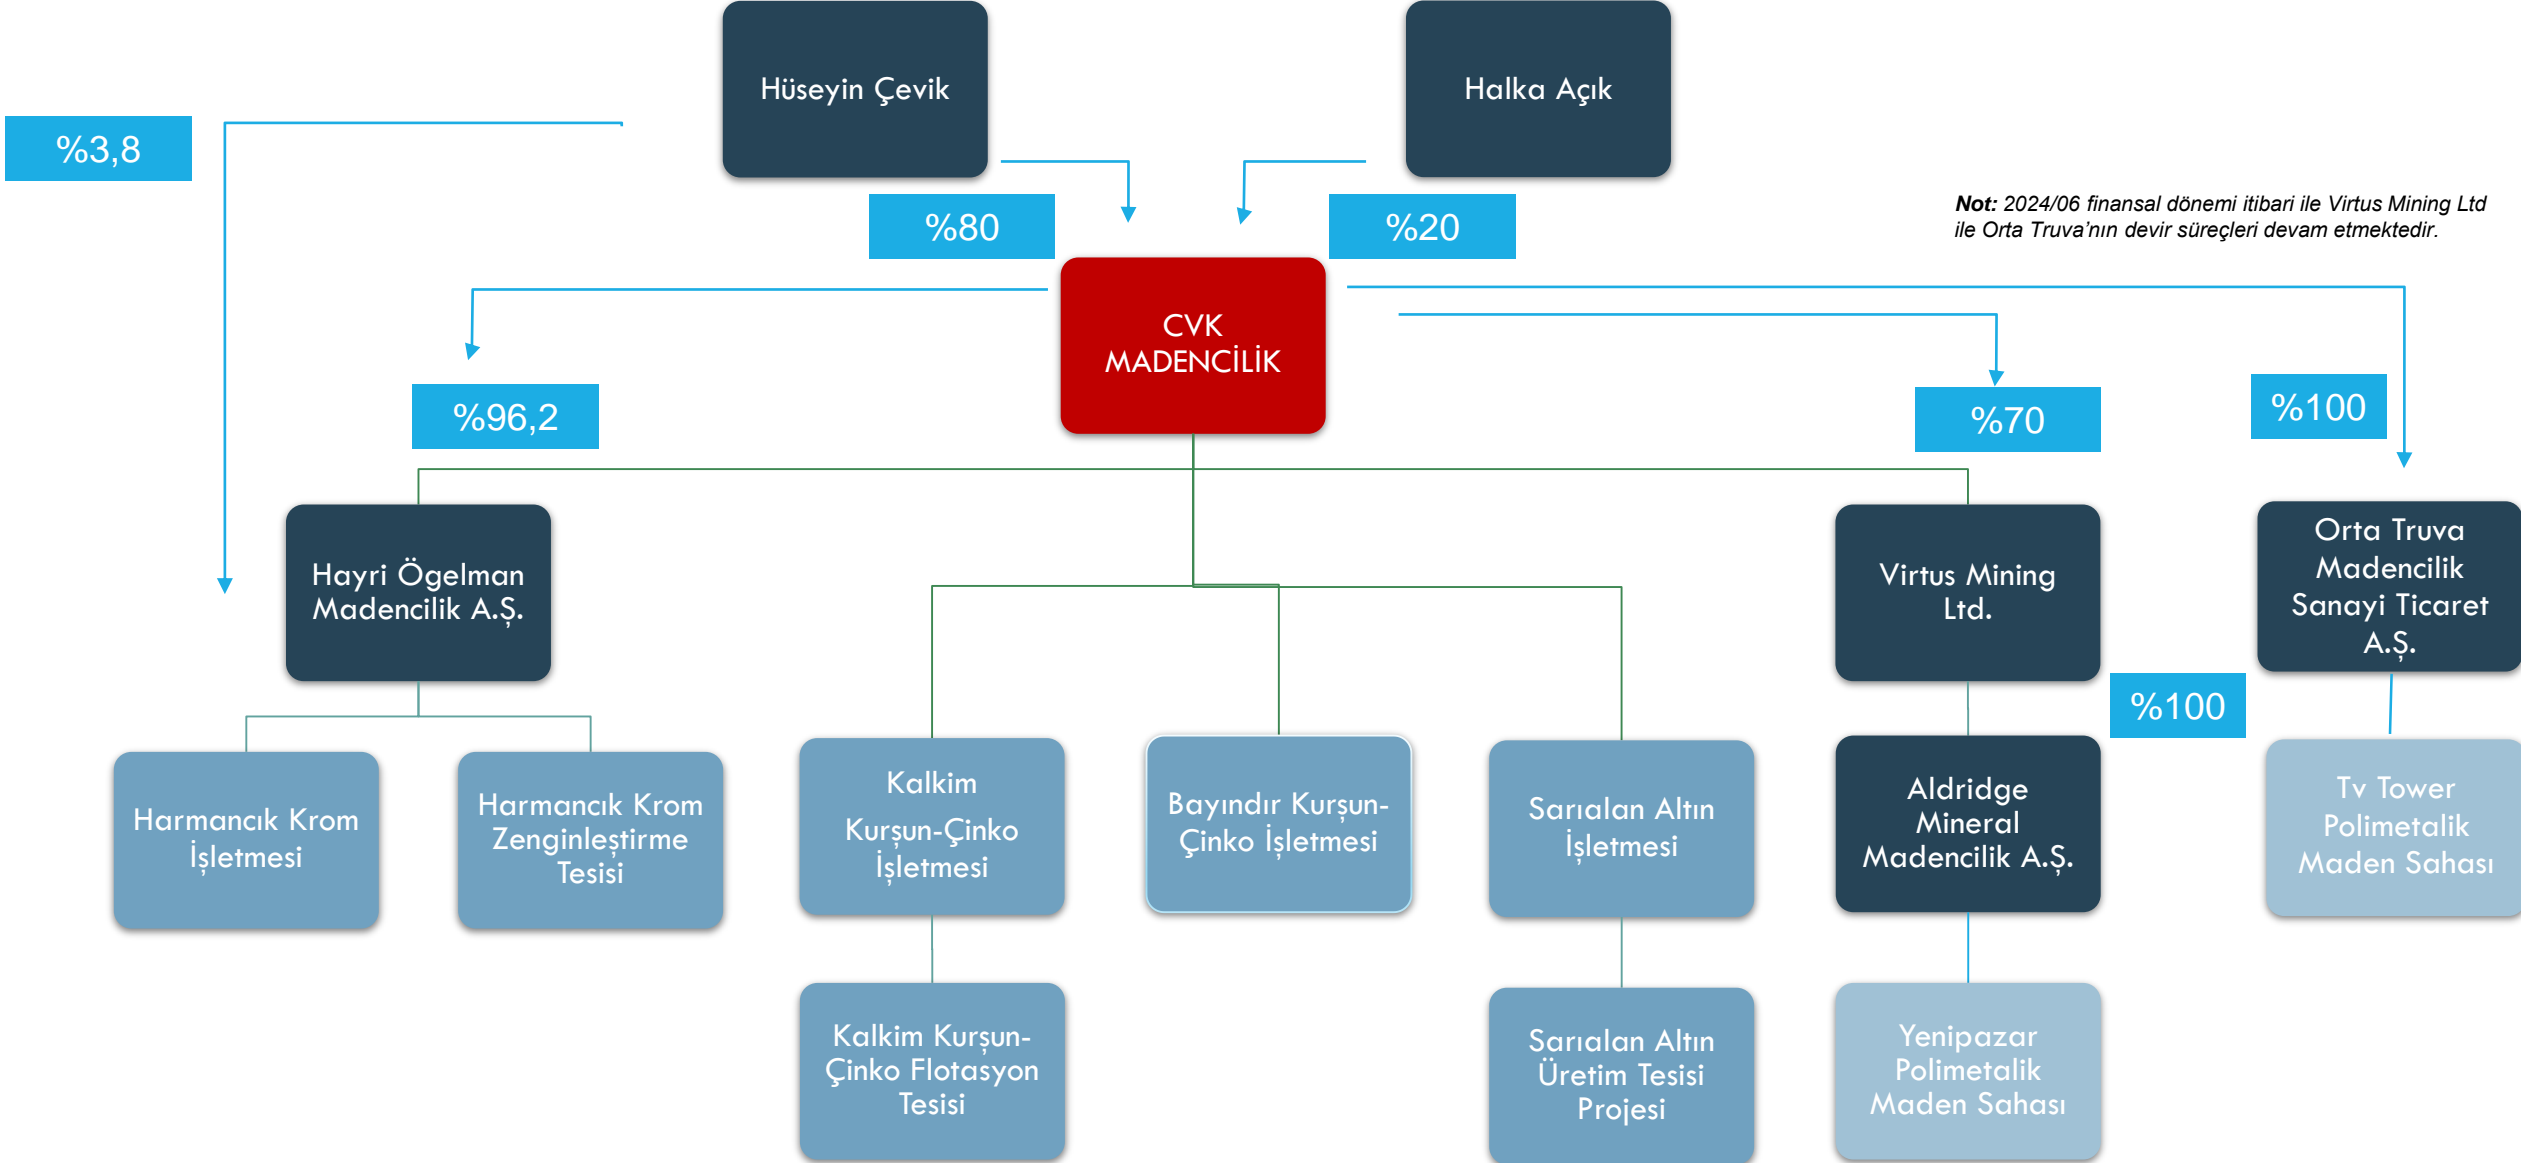 Hüseyin Çevik
Halka Açık
%3,8
%80
%20
Not: 2024/06 finansal dönemi itibari ile Virtus Mining Ltd
ile Orta Truva'nın devir süreçleri devam etmektedir.
CVK
MADENCİLİK
%96,2
%70
%100
Hayri Ögelman
Madencilik A.Ş.
Virtus Mining
Ltd.
Orta Truva
Madencilik
Sanayi Ticaret
A.Ş.
%100
Harmancık Krom
İşletmesi
Harmancık Krom
Zenginleştirme
Tesisi
Kalkim
Kurşun-Çinko
İşletmesi
Bayındır Kurşun-
Çinko İşletmesi
Sarıalan Altın
İşletmesi
Aldridge
Mineral
Madencilik A.Ş.
Tv Tower
Polimetalik
Maden Sahası
Kalkim Kurşun-
Çinko Flotasyon
Tesisi
Sarıalan Altın
Üretim Tesisi
Projesi
Yenipazar
Polimetalik
Maden Sahası